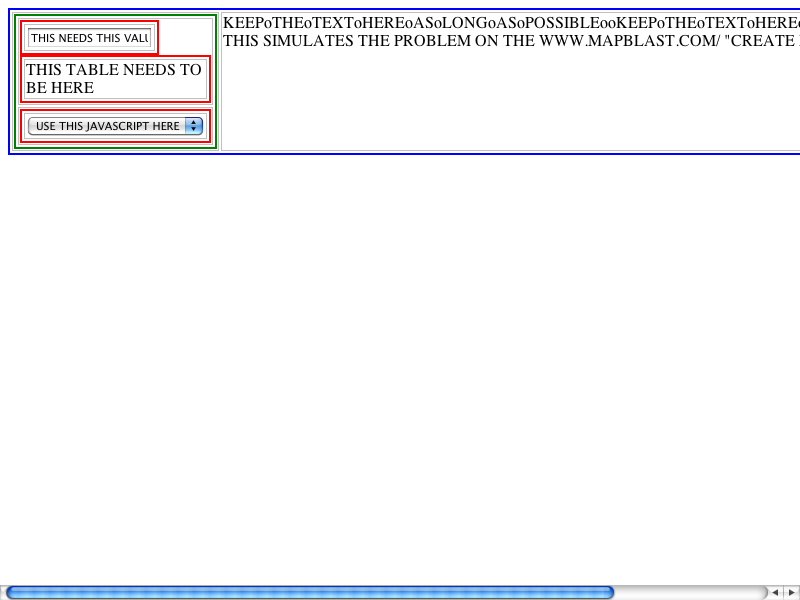 THIS NEEDS THIS VALU
THIS TABLE NEEDS TO
BE HERE
USE THIS JAVASCRIPT HERE
KEEPoTHEoTEXToHEREoASoLONGoASoPOSSIBLEooKEEPoTHEoTEXToHEREo
THIS SIMULATES THE PROBLEM ON THE WWW.MAPBLAST.COM/ "CREATE